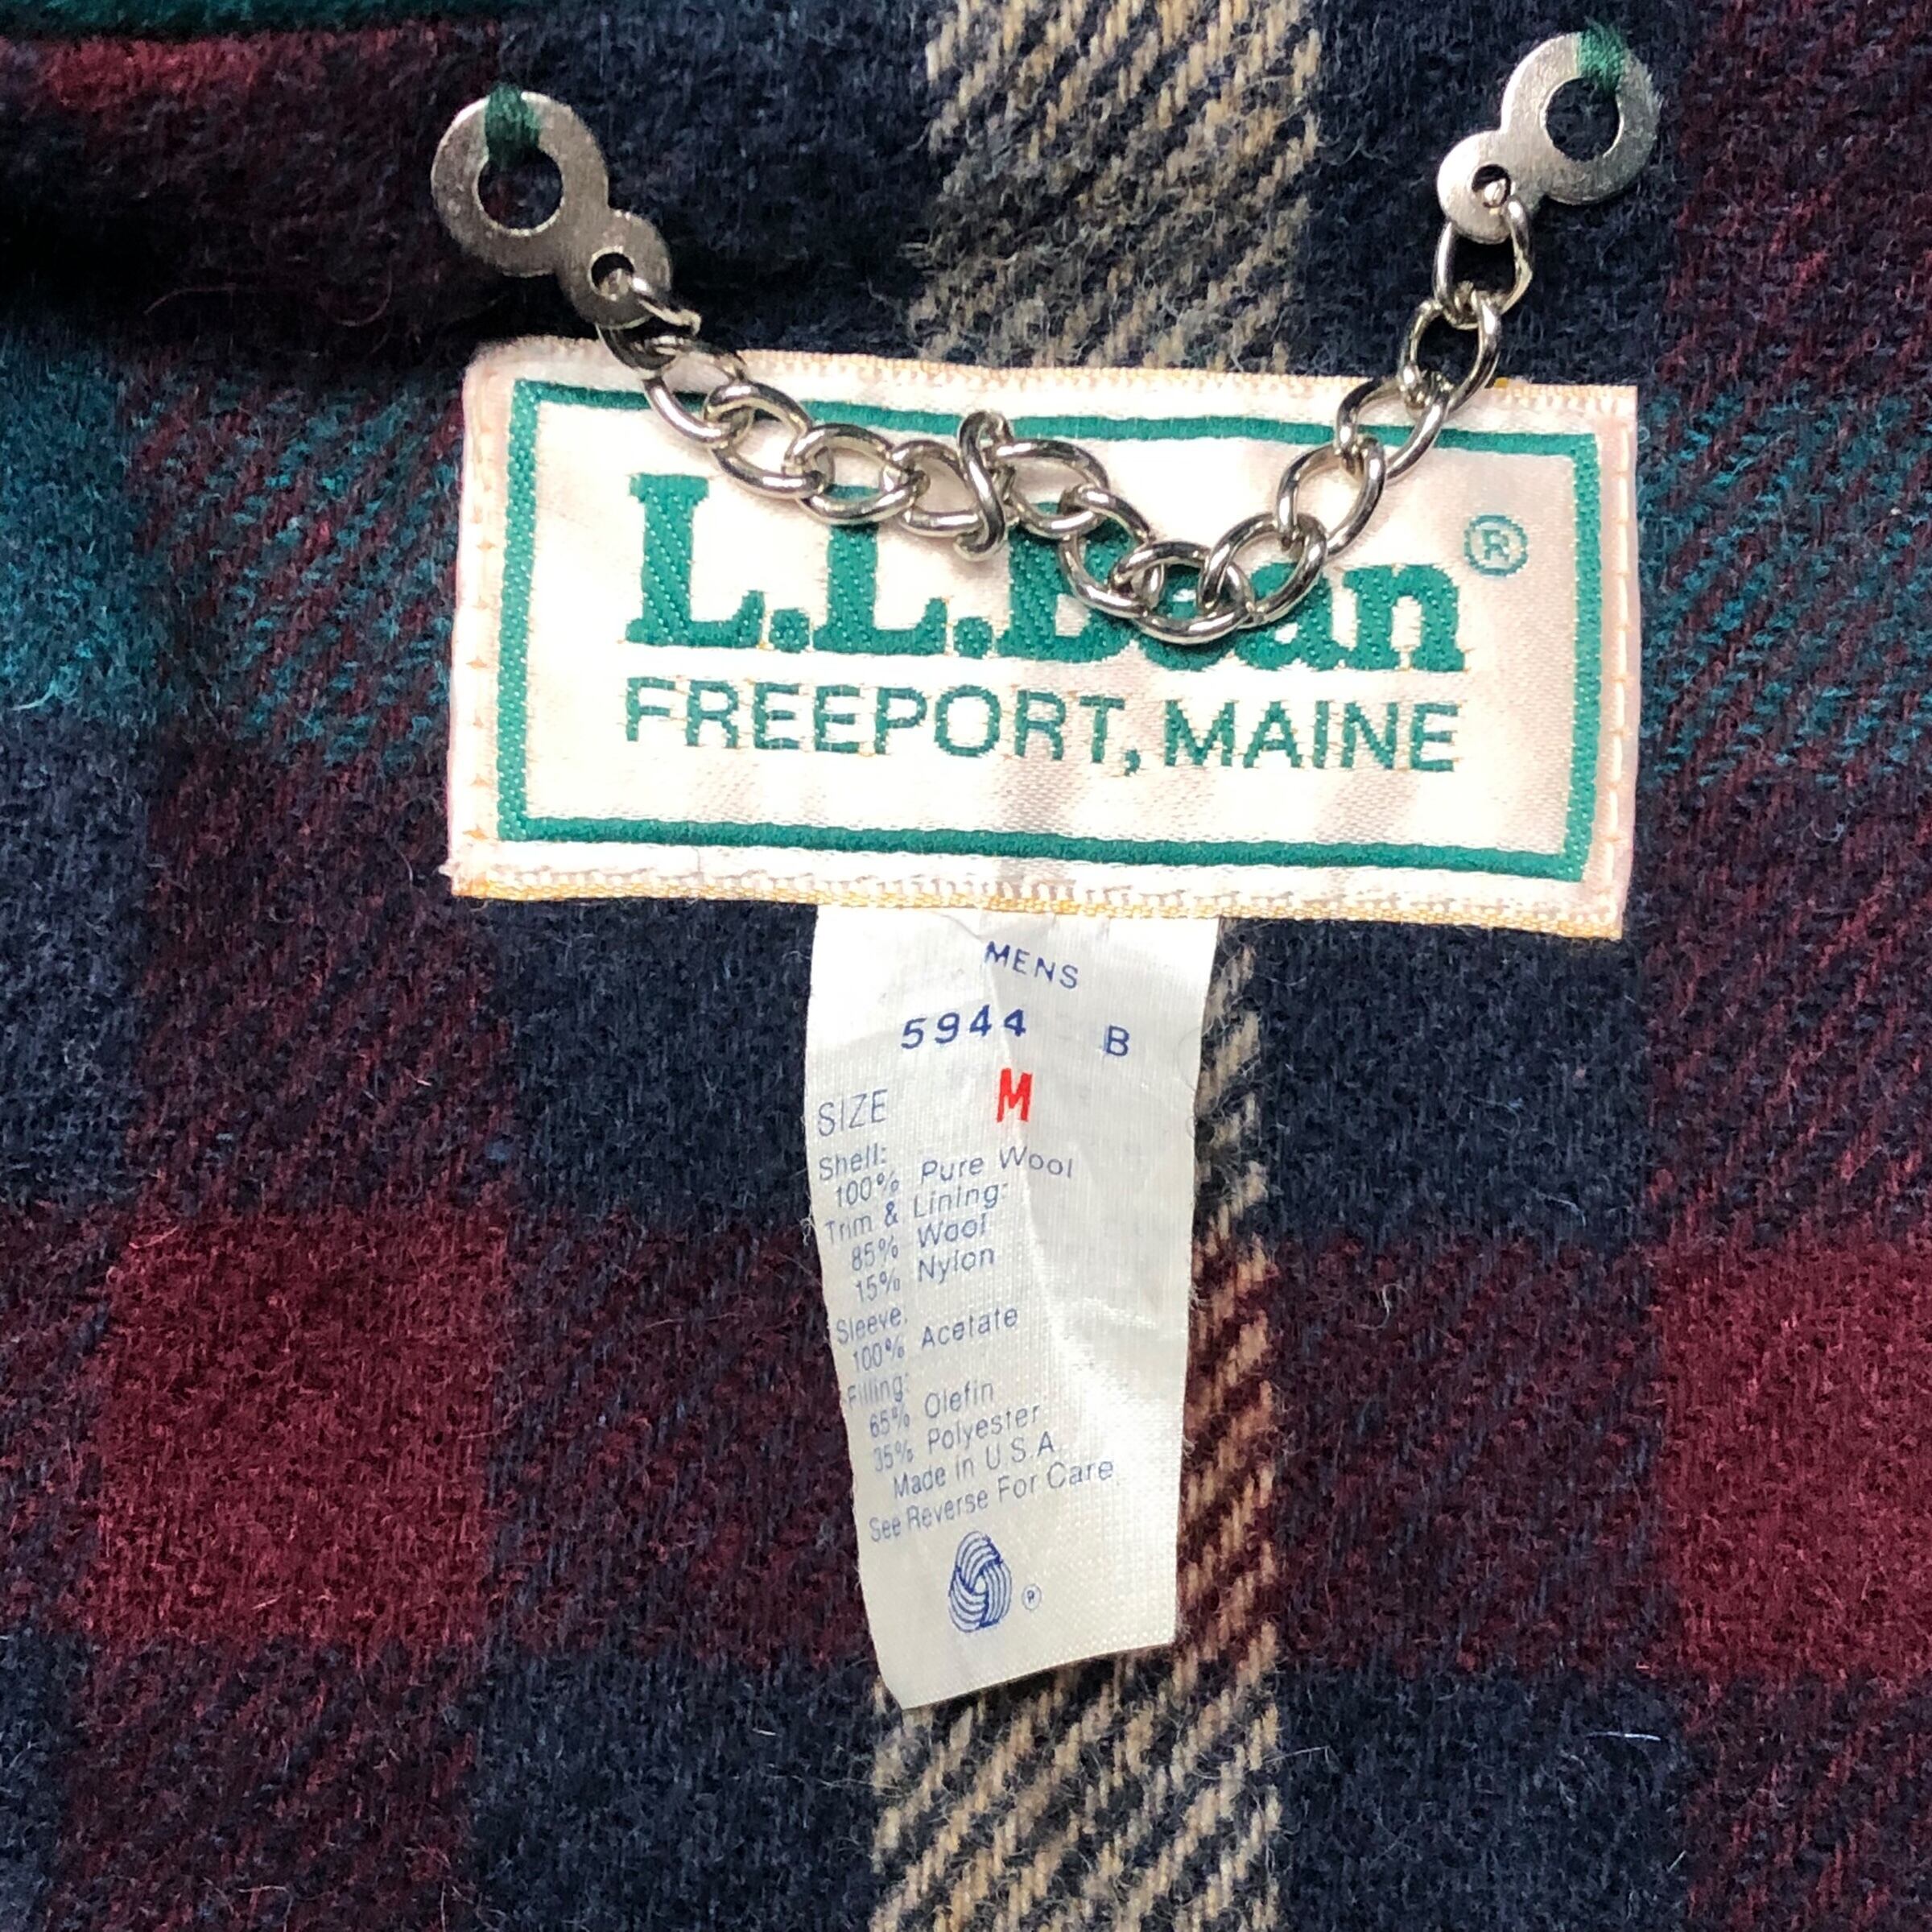 L.L.Bean®
FREEPORT, MAINE
MENS
5944 B
SIZE M
Shell:
100% Pure Wool
Trim & Lining:
85% Wool
15% Nylon
Sleeve:
100% Acetate
Filling:
65% Olefin
35% Polyester
Made in U.S.A.
See Reverse For Care
®